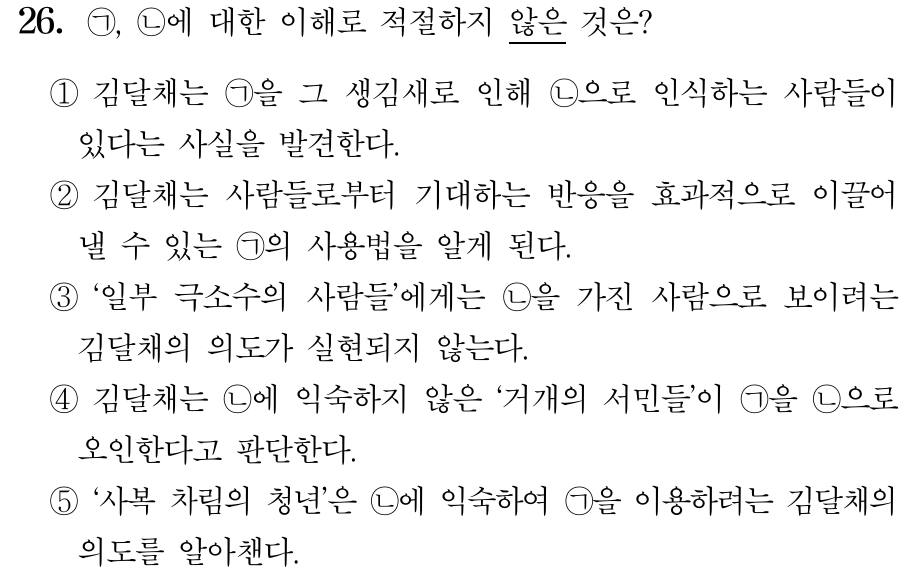 26. ㉠, ㉡에 대한 이해로 적절하지 않은 것은?
① 김달채는 ㉠을 그 생김새로 인해 ㉡으로 인식하는 사람들이
있다는 사실을 발견한다.
② 김달채는 사람들로부터 기대하는 반응을 효과적으로 이끌어
낼 수 있는 ㉠의 사용법을 알게 된다.
③ ‘일부 극소수의 사람들’에게는 ㉡을 가진 사람으로 보이려는
김달채의 의도가 실현되지 않는다.
④ 김달채는 ㉡에 익숙하지 않은 ‘거개의 서민들’이 ㉠을 ㉡으로
오인한다고 판단한다.
⑤ ‘사복 차림의 청년’은 ㉡에 익숙하여 ㉠을 이용하려는 김달채의
의도를 알아챈다.